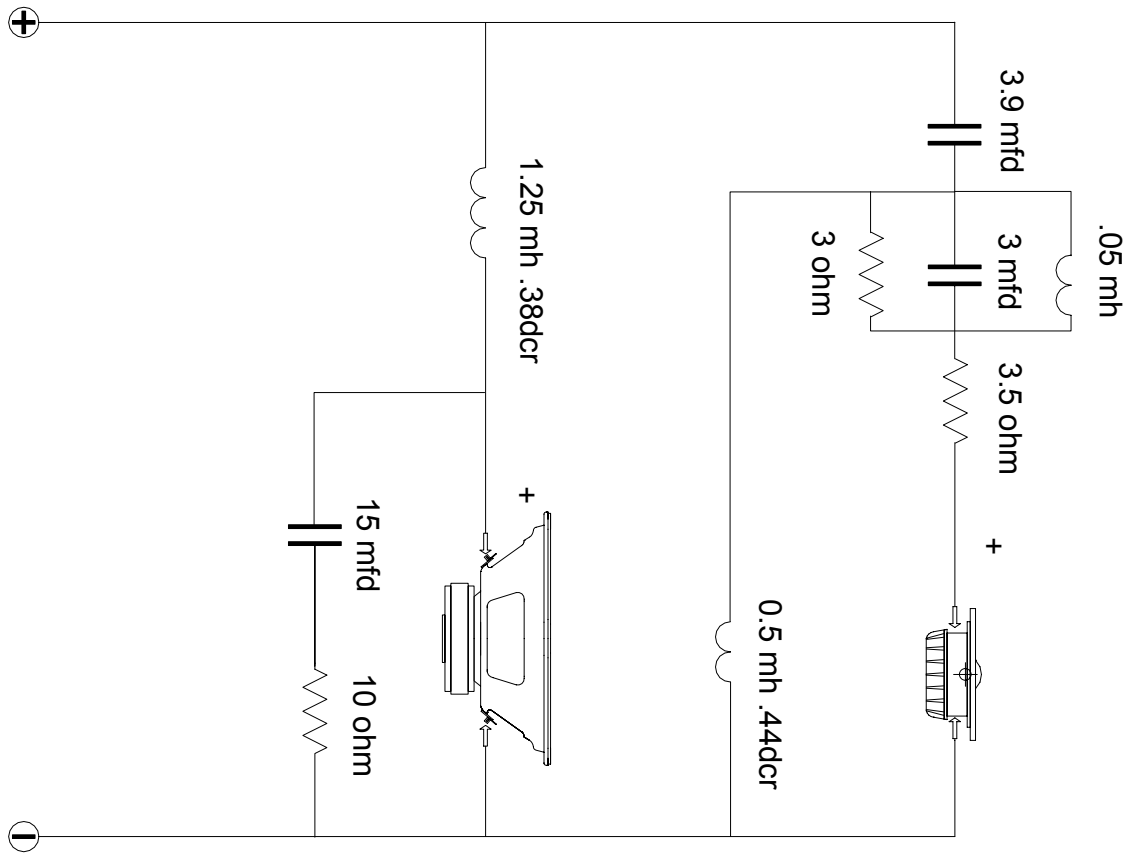 3.9 mfd
.05 mh
3 mfd
3 ohm
3.5 ohm
+
0.5 mh .44dcr
1.25 mh .38dcr
+
15 mfd
10 ohm
+
−